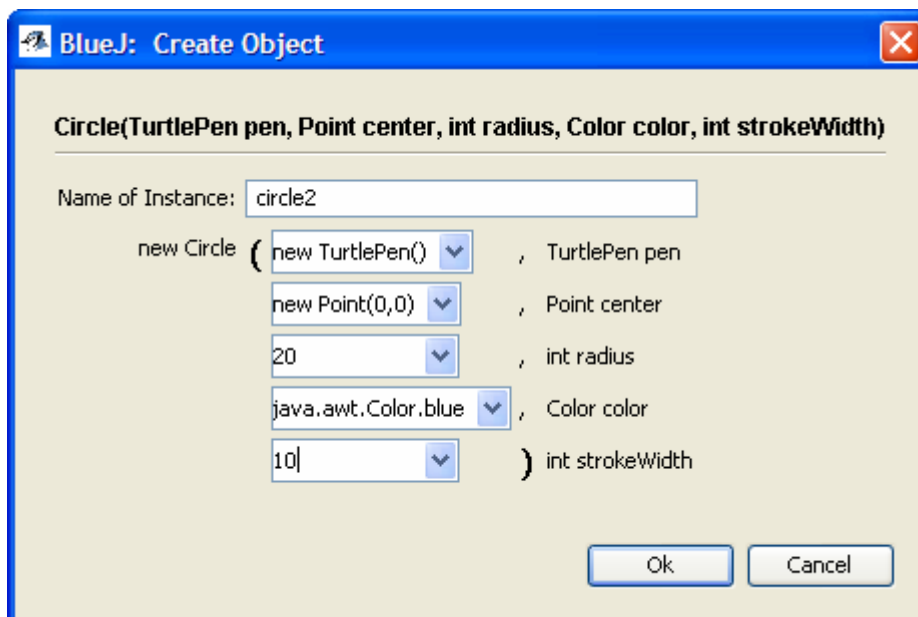 BlueJ: Create Object
Circle(TurtlePen pen, Point center, int radius, Color color, int strokeWidth)
Name of Instance: circle2
new Circle ( new TurtlePen() , TurtlePen pen
new Point(0,0) , Point center
20 , int radius
java.awt.Color.blue , Color color
10 ) int strokeWidth
Ok Cancel